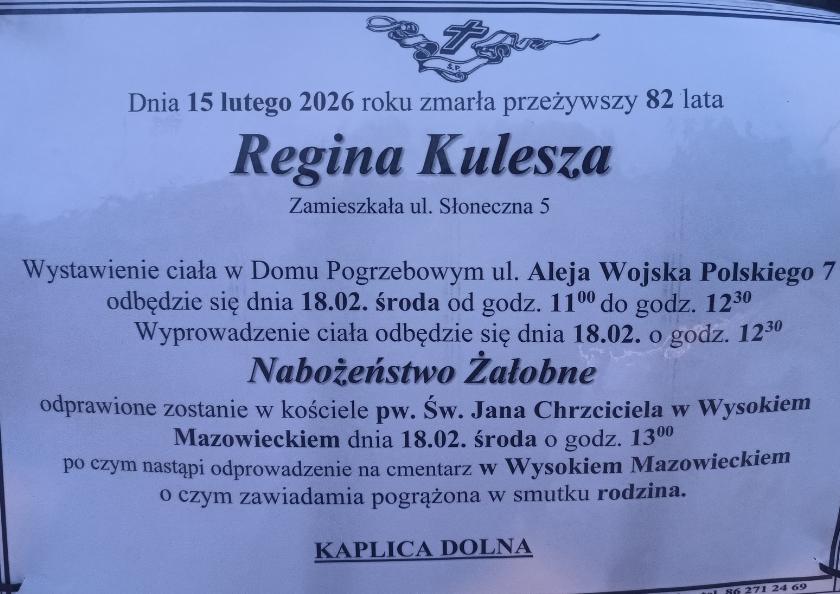 Ś.P.
Dnia 15 lutego 2026 roku zmarła przeżywszy 82 lata
Regina Kulesza
Zamieszkała ul. Słoneczna 5
Wystawienie ciała w Domu Pogrzebowym ul. Aleja Wojska Polskiego 7
odbędzie się dnia 18.02. środa od godz. 11⁰⁰ do godz. 12³⁰
Wyprowadzenie ciała odbędzie się dnia 18.02. o godz. 12³⁰
Nabożeństwo Żałobne
odprawione zostanie w kościele pw. Św. Jana Chrzciciela w Wysokiem
Mazowieckiem dnia 18.02. środa o godz. 13⁰⁰
po czym nastąpi odprowadzenie na cmentarz w Wysokiem Mazowieckiem
o czym zawiadamia pogrążona w smutku rodzina.
KAPLICA DOLNA
tel. 86 271 24 69